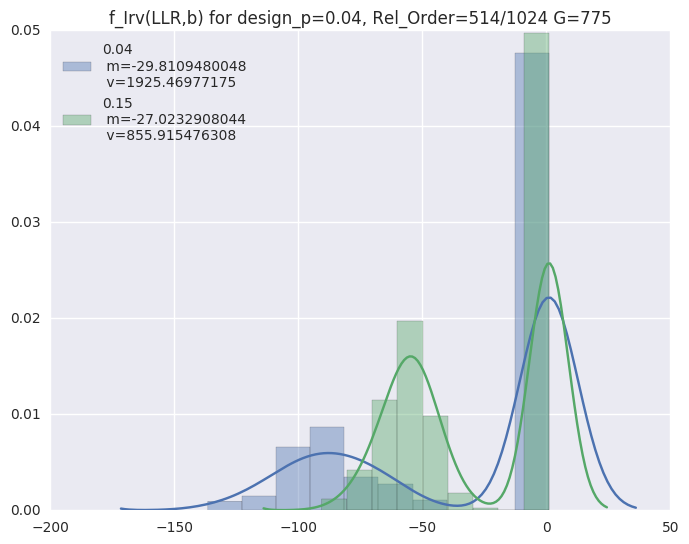 f_Irv(LLR,b) for design_p=0.04, Rel_Order=514/1024 G=775
0.04
m=-29.8109480048
v=1925.46977175
0.15
m=-27.0232908044
v=855.915476308
0.05
0.04
0.03
0.02
0.01
0.00
−200
−150
−100
−50
0
50